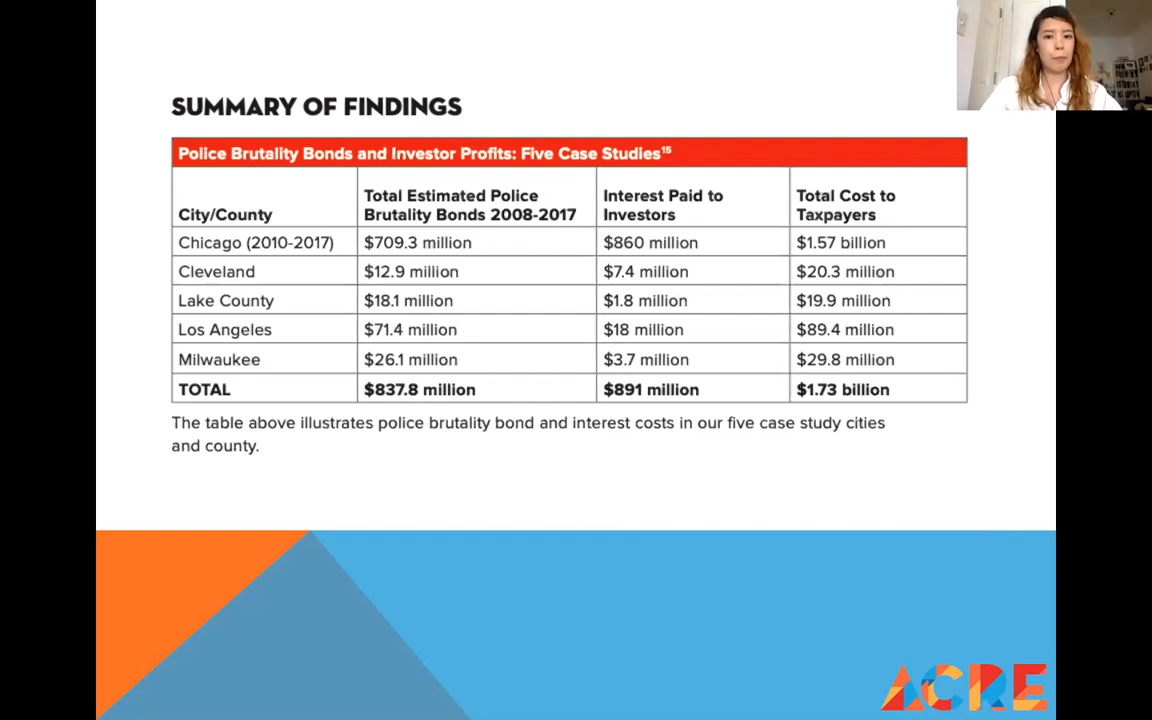 SUMMARY OF FINDINGS
Police Brutality Bonds and Investor Profits: Five Case Studies¹⁵
City/County
Total Estimated Police
Brutality Bonds 2008-2017
Interest Paid to
Investors
Total Cost to
Taxpayers
Chicago (2010-2017) $709.3 million $860 million $1.57 billion
Cleveland $12.9 million $7.4 million $20.3 million
Lake County $18.1 million $1.8 million $19.9 million
Los Angeles $71.4 million $18 million $89.4 million
Milwaukee $26.1 million $3.7 million $29.8 million
TOTAL $837.8 million $891 million $1.73 billion
The table above illustrates police brutality bond and interest costs in our five case study cities
and county.
ACRE